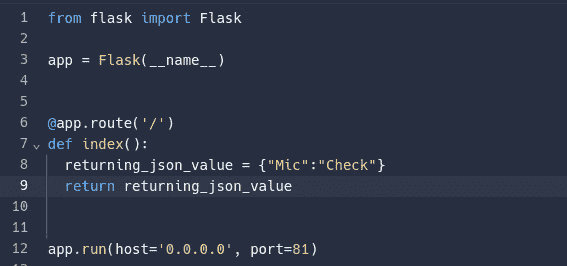 1 from flask import Flask
2
3 app = Flask(__name__)
4
5
6 @app.route('/')
7 def index():
8   returning_json_value = {"Mic":"Check"}
9   return returning_json_value
10
11
12 app.run(host='0.0.0.0', port=81)